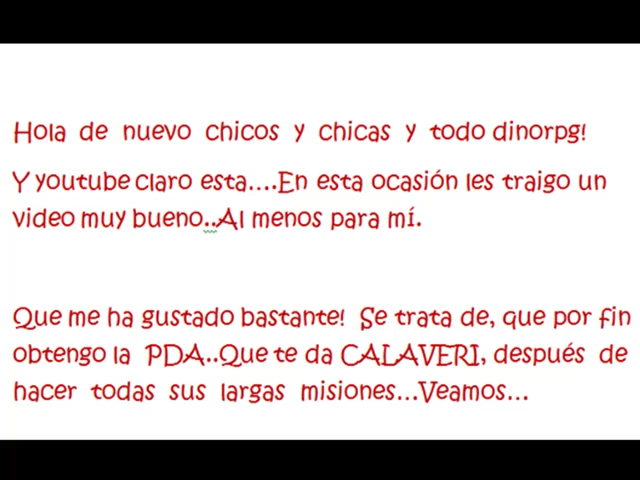 Hola de nuevo chicos y chicas y todo dinorpg!
Y youtube claro esta....En esta ocasión les traigo un
video muy bueno..Al menos para mí.
Que me ha gustado bastante! Se trata de, que por fin
obtengo la PDA..Que te da CALAVERI, después de
hacer todas sus largas misiones...Veamos...